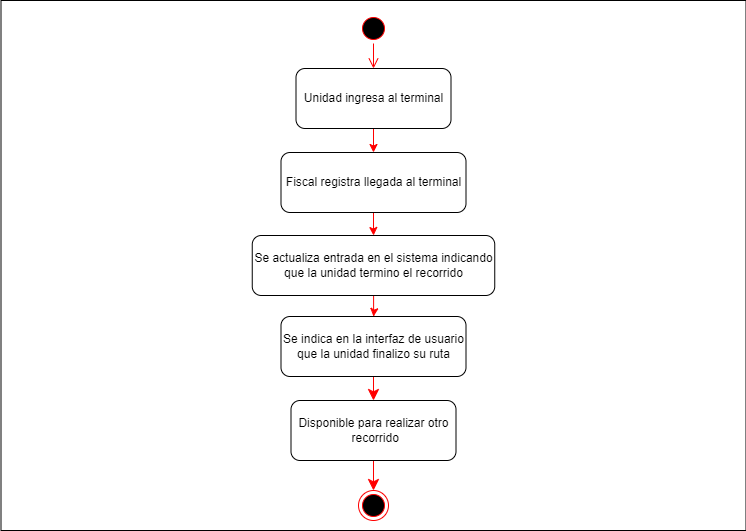 Unidad ingresa al terminal
Fiscal registra llegada al terminal
Se actualiza entrada en el sistema indicando
que la unidad termino el recorrido
Se indica en la interfaz de usuario
que la unidad finalizo su ruta
Disponible para realizar otro
recorrido